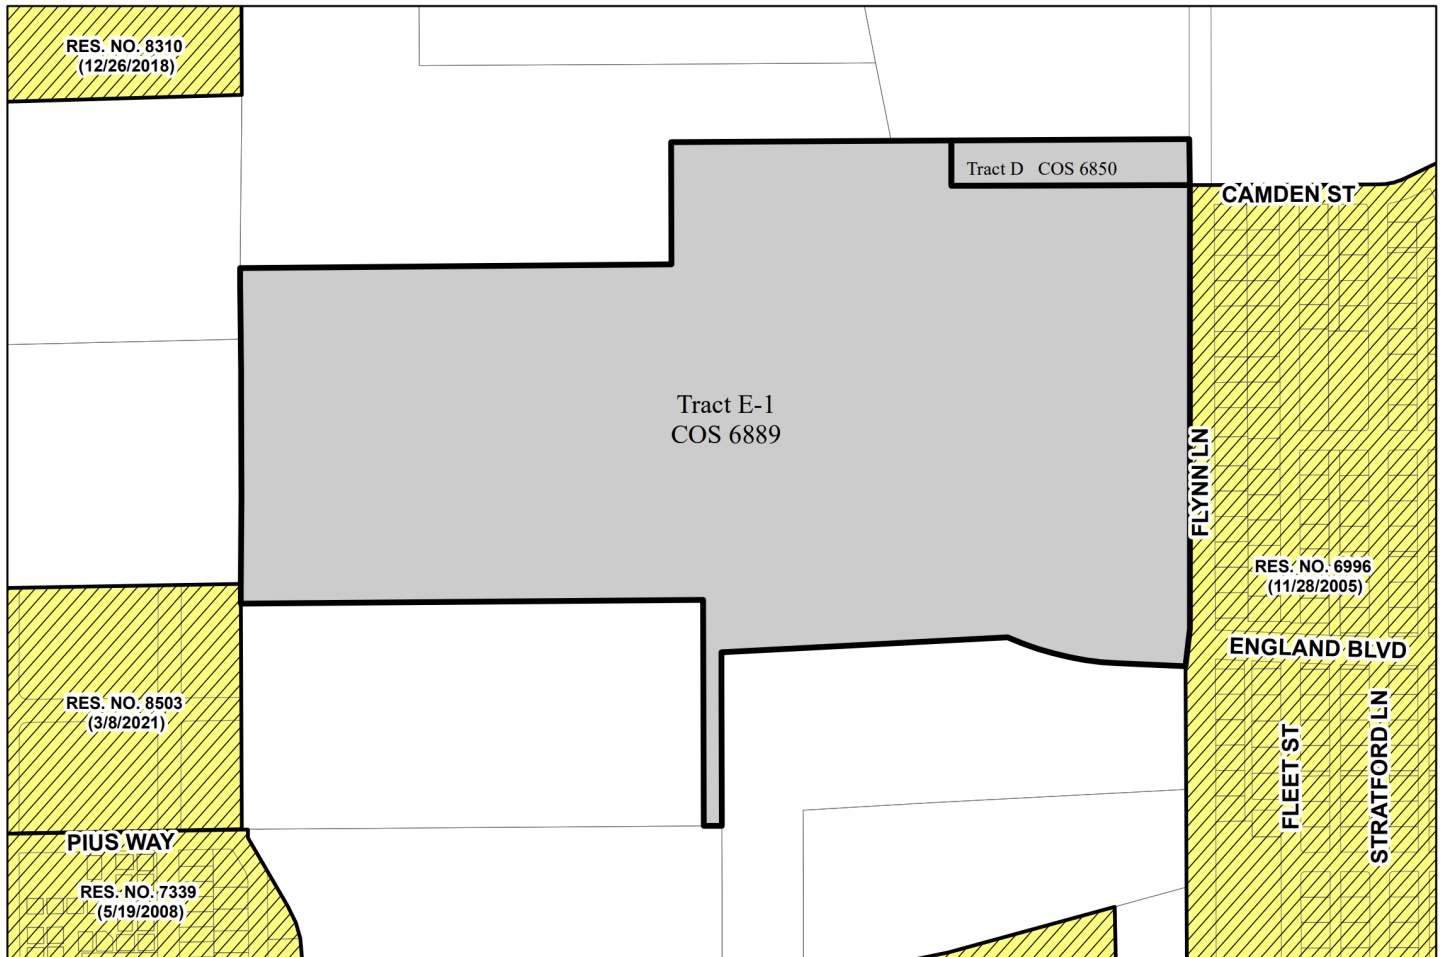 RES. NO. 8310
(12/26/2018)
Tract D COS 6850
CAMDEN ST
Tract E-1
COS 6889
FLYNN LN
RES. NO. 6996
(11/28/2005)
ENGLAND BLVD
RES. NO. 8503
(3/8/2021)
FLEET ST
STRATFORD LN
PIUS WAY
RES. NO. 7339
(5/19/2008)